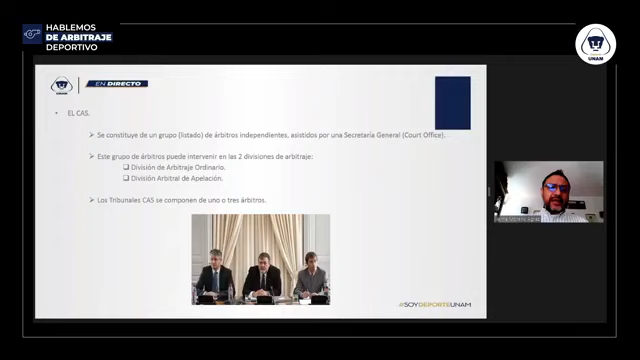 HABLEMOS
DE ARBITRAJE
DEPORTIVO
UNAM
UNAM
EN DIRECTO
• EL CAS.
➢ Se constituye de un grupo (listado) de árbitros independientes, asistidos por una Secretaría General (Court Office).
➢ Este grupo de árbitros puede intervenir en las 2 divisiones de arbitraje:
❑ División de Arbitraje Ordinario.
❑ División Arbitral de Apelación.
➢ Los Tribunales CAS se componen de uno o tres árbitros.
#SOYDEPORTEUNAM